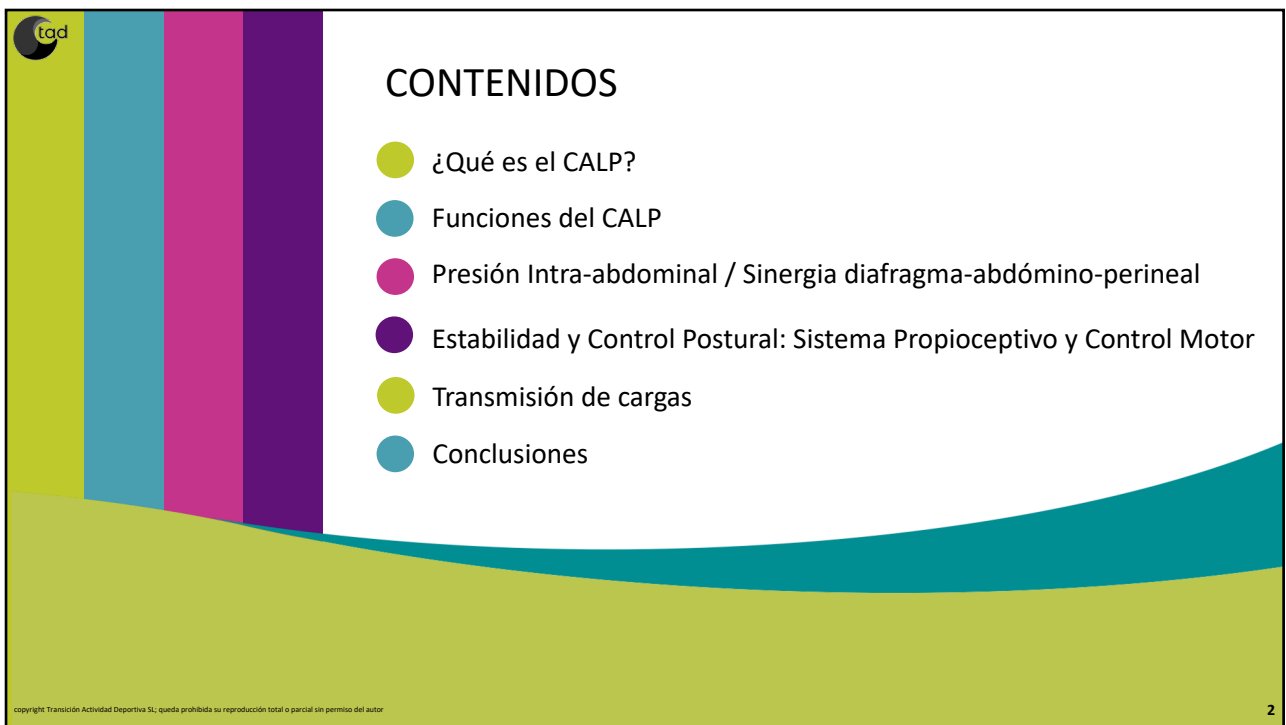 tad
CONTENIDOS
¿Qué es el CALP?
Funciones del CALP
Presión Intra-abdominal / Sinergia diafragma-abdómino-perineal
Estabilidad y Control Postural: Sistema Propioceptivo y Control Motor
Transmisión de cargas
Conclusiones
copyright Transición Actividad Deportiva SL; queda prohibida su reproducción total o parcial sin permiso del autor
2